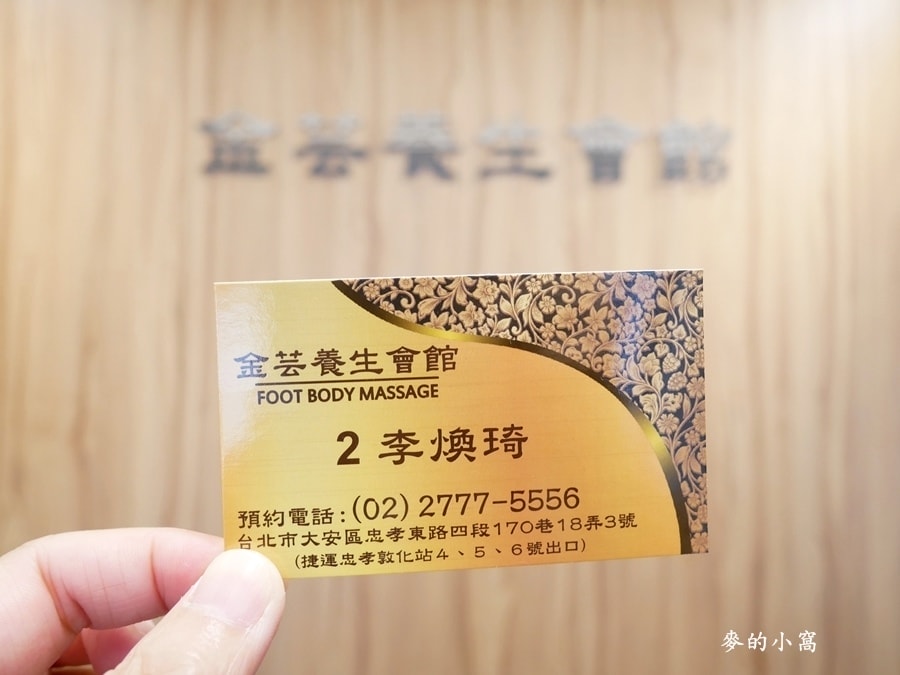 金芸養生會館
金芸養生會館
FOOT BODY MASSAGE
2 李煥琦
預約電話:(02) 2777-5556
台北市大安區忠孝東路四段170巷18弄3號
(捷運忠孝敦化站4、5、6號出口)
麥的小窩